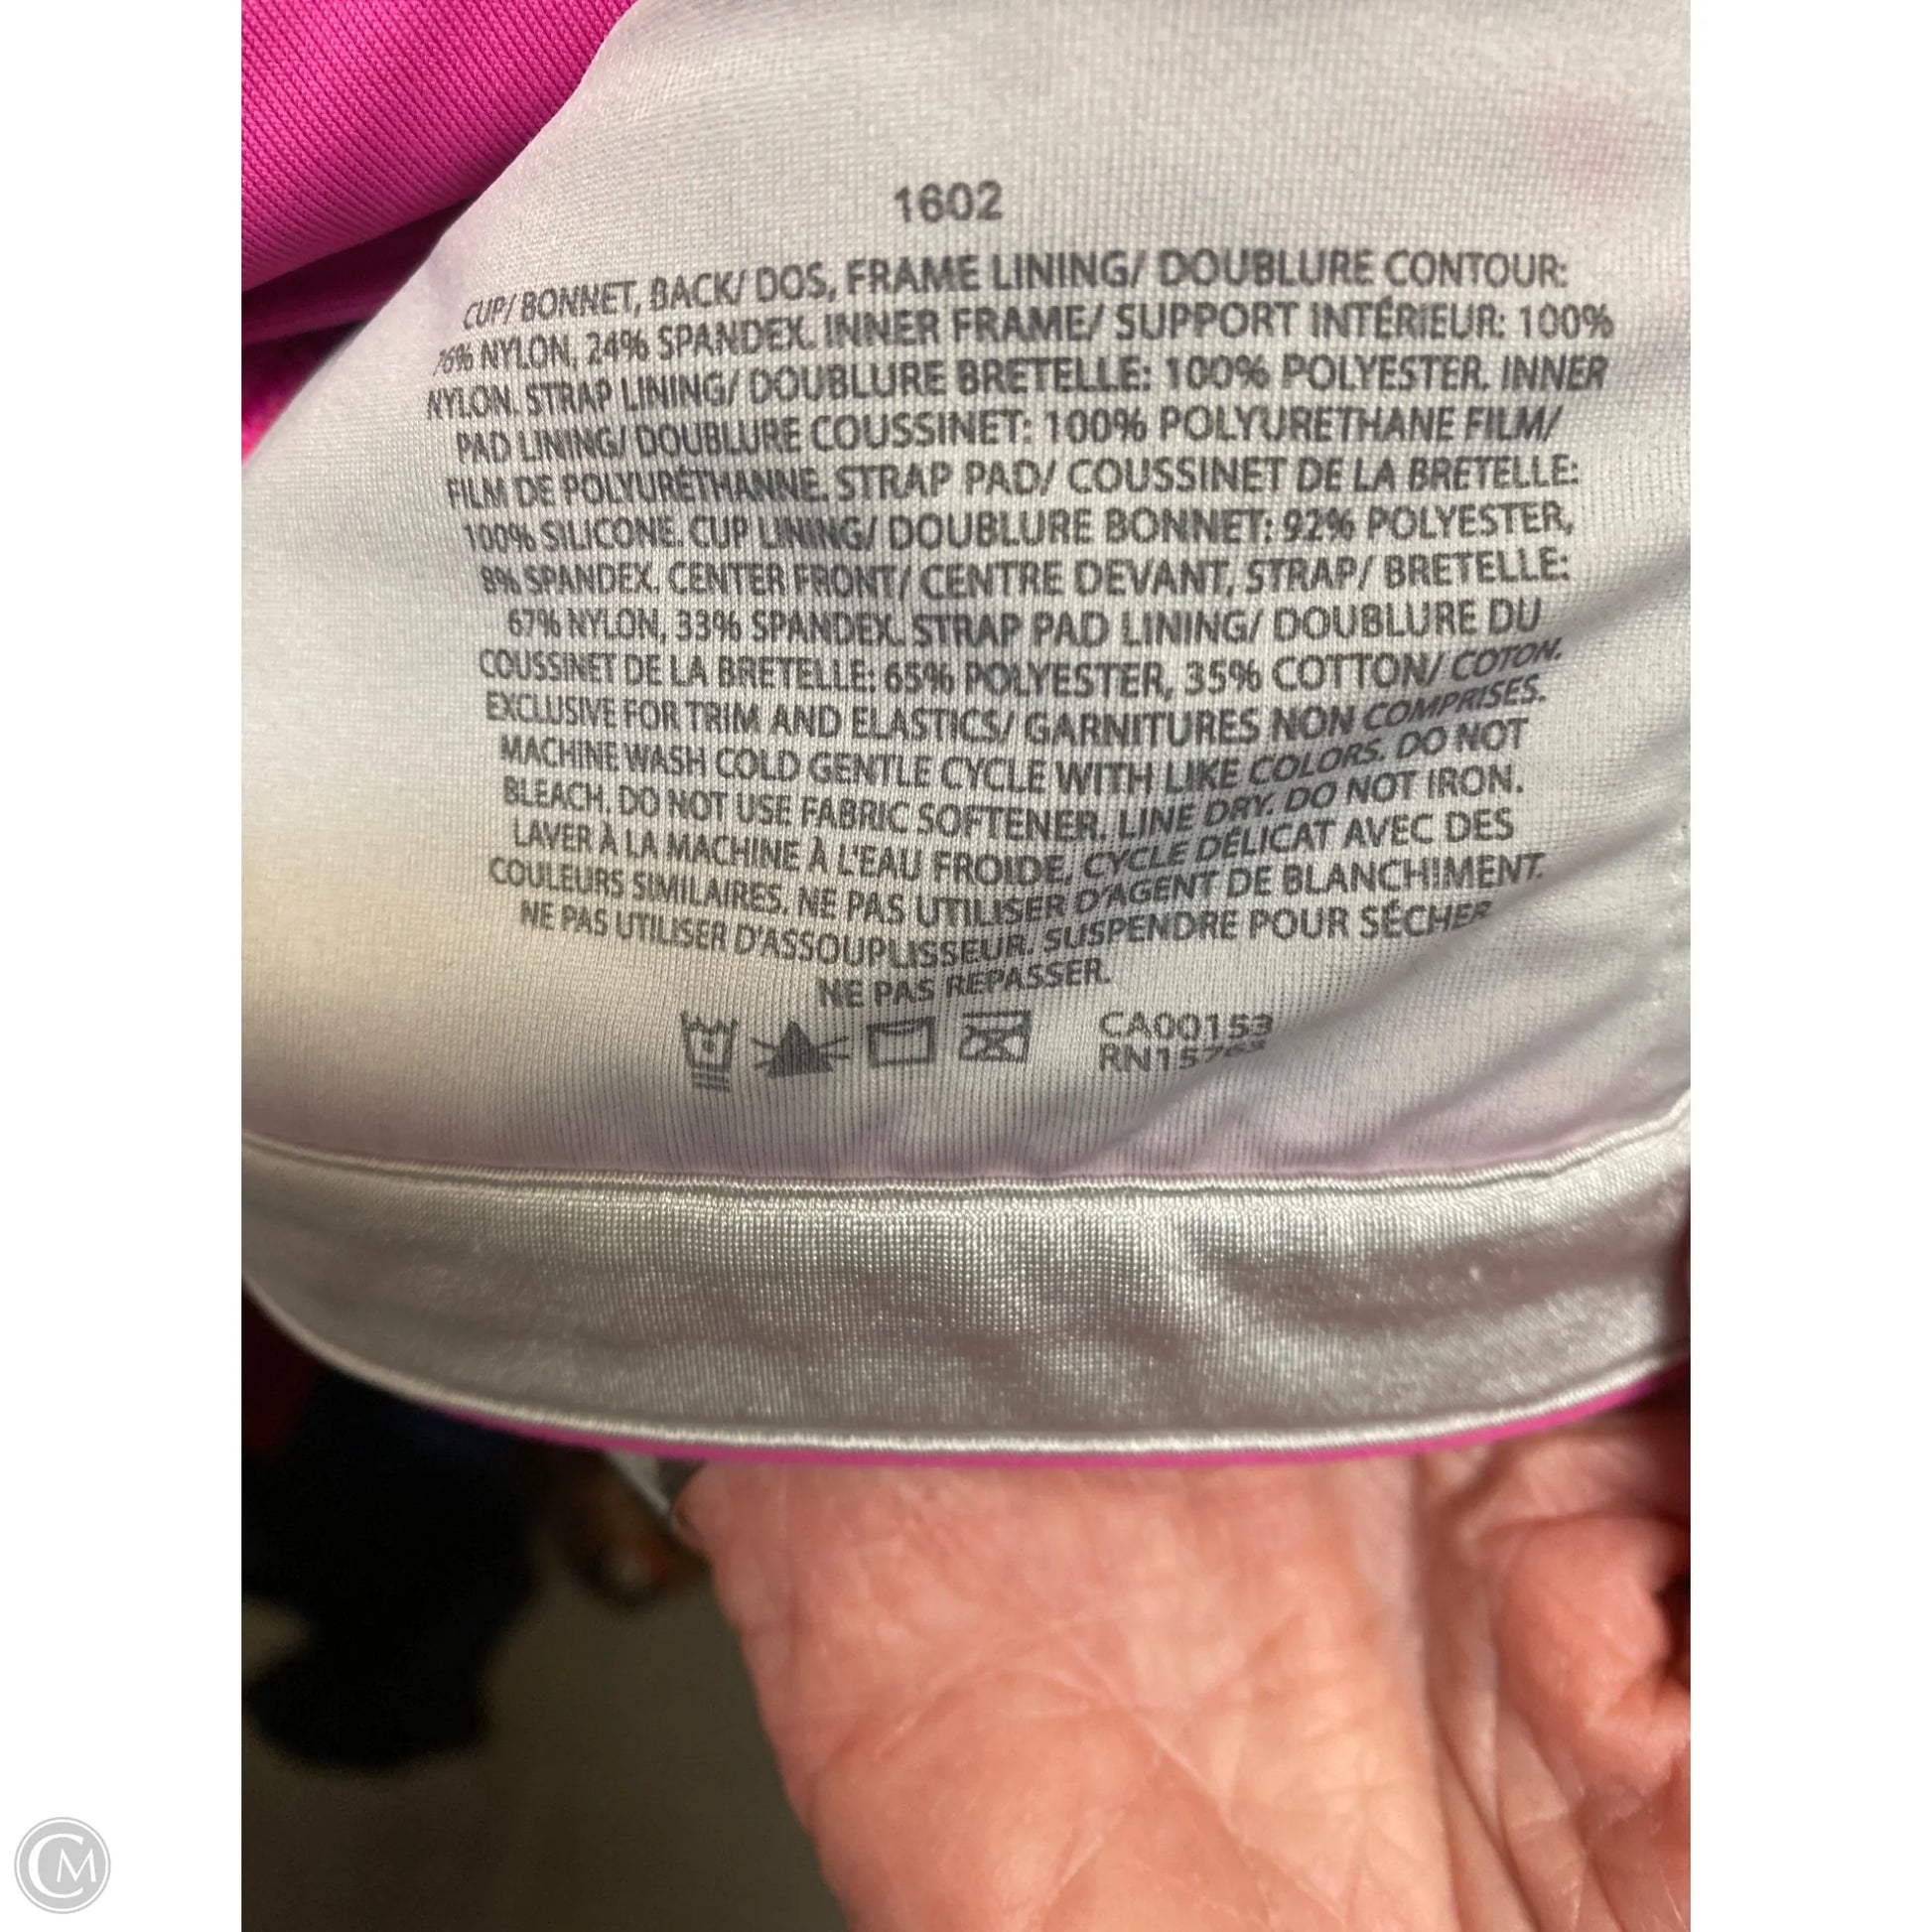 1602
CUP/ BONNET, BACK/ DOS, FRAME LINING/ DOUBLURE CONTOUR:
76% NYLON, 24% SPANDEX. INNER FRAME/ SUPPORT INTÉRIEUR: 100%
NYLON. STRAP LINING/ DOUBLURE BRETELLE: 100% POLYESTER. INNER
PAD LINING/ DOUBLURE COUSSINET: 100% POLYURETHANE FILM/
FILM DE POLYURÉTHANNE. STRAP PAD/ COUSSINET DE LA BRETELLE:
100% SILICONE. CUP LINING/ DOUBLURE BONNET: 92% POLYESTER,
8% SPANDEX. CENTER FRONT/ CENTRE DEVANT, STRAP/ BRETELLE:
67% NYLON, 33% SPANDEX. STRAP PAD LINING/ DOUBLURE DU
COUSSINET DE LA BRETELLE: 65% POLYESTER, 35% COTTON/ COTON.
EXCLUSIVE FOR TRIM AND ELASTICS/ GARNITURES NON COMPRISES.
MACHINE WASH COLD GENTLE CYCLE WITH LIKE COLORS. DO NOT
BLEACH. DO NOT USE FABRIC SOFTENER. LINE DRY. DO NOT IRON.
LAVER À LA MACHINE À L'EAU FROIDE, CYCLE DÉLICAT AVEC DES
COULEURS SIMILAIRES. NE PAS UTILISER D'AGENT DE BLANCHIMENT.
NE PAS UTILISER D'ASSOUPLISSEUR. SUSPENDRE POUR SÉCHER
NE PAS REPASSER.
CA00153
RN15763
CM